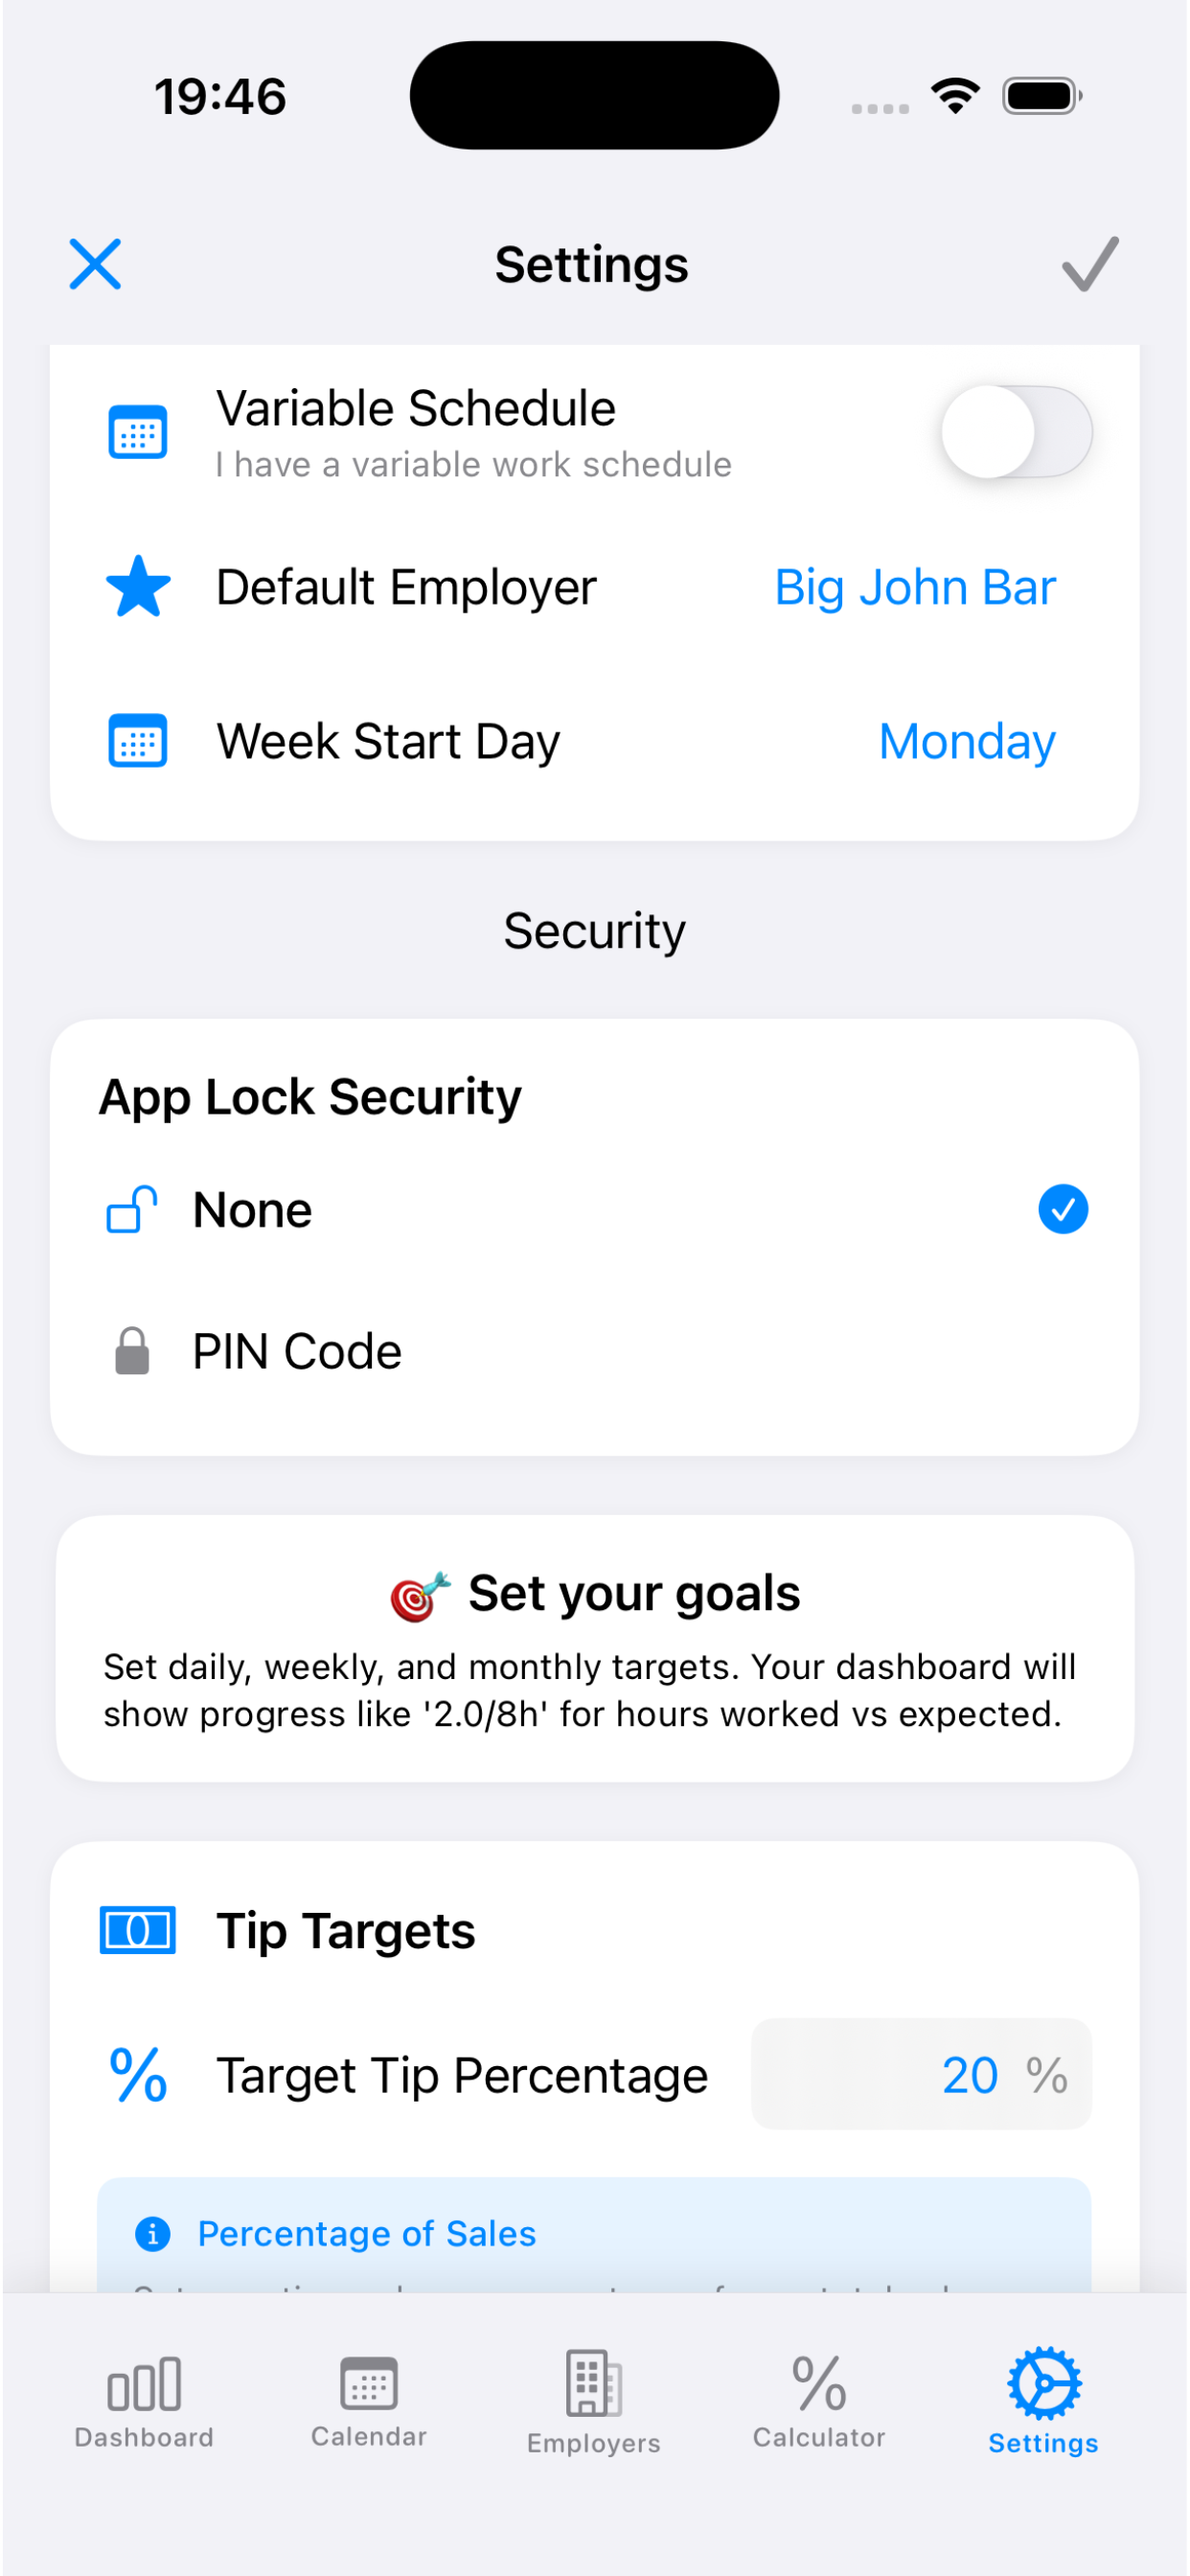 19:46
Settings
Variable Schedule
I have a variable work schedule
Default Employer
Big John Bar
Week Start Day
Monday
Security
App Lock Security
None
PIN Code
🎯 Set your goals
Set daily, weekly, and monthly targets. Your dashboard will
show progress like '2.0/8h' for hours worked vs expected.
Tip Targets
Target Tip Percentage
20 %
Percentage of Sales
Dashboard
Calendar
Employers
Calculator
Settings